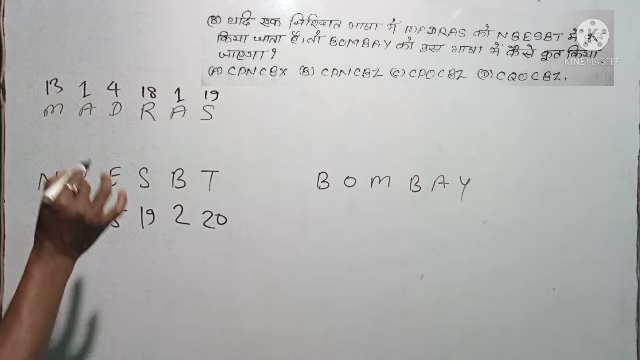 (8) यदि एक निश्चित भाषा में MADRAS को NBESBT में
किया जाता है। तो BOMBAY को उस भाषा में कैसे कूट किया
जाएगा?
(A) CPNCBX (B) CPNCBZ (C) CPOCBZ (D) CQOCBZ.
KINEMASTER
13 1 4 18 1 19
M A D R A S
N E S B T
19 2 20
B O M B A Y